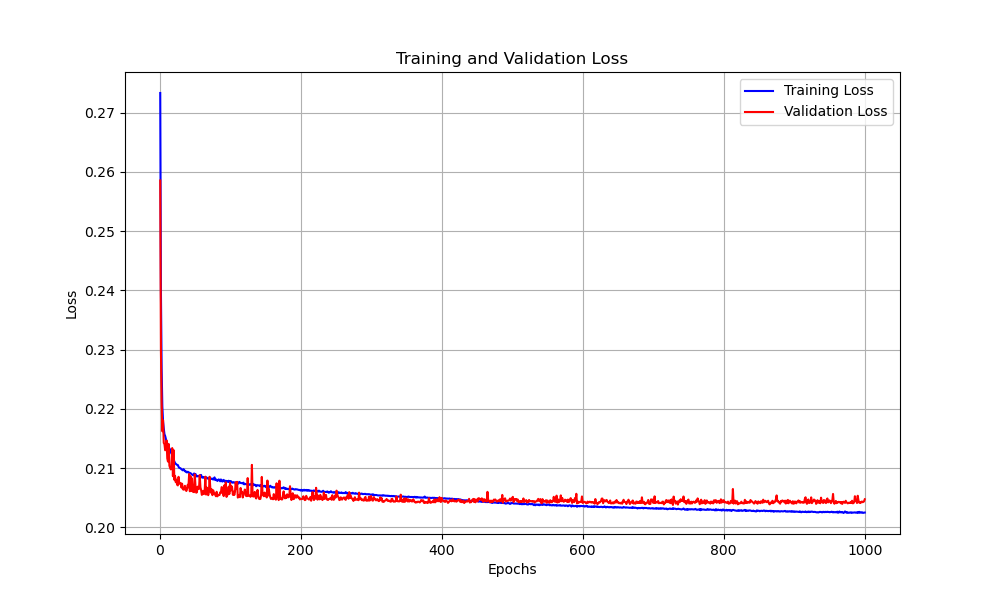 Training and Validation Loss
Training Loss
Validation Loss
0.27
0.26
0.25
0.24
0.23
0.22
0.21
0.20
Loss
0 200 400 600 800 1000
Epochs